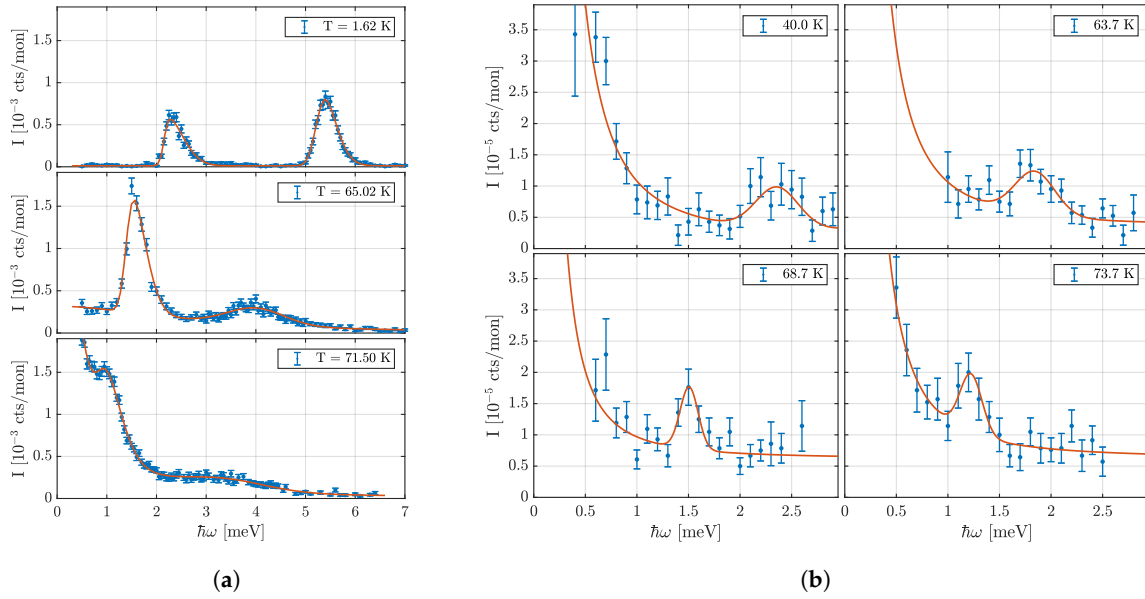 T = 1.62 K
I [10⁻³ cts/mon]
1.5
1
0.5
0
T = 65.02 K
I [10⁻³ cts/mon]
1.5
1
0.5
0
T = 71.50 K
I [10⁻³ cts/mon]
1.5
1
0.5
0
0 1 2 3 4 5 6 7
ħω [meV]
(a)
40.0 K
I [10⁻⁵ cts/mon]
3.5
3
2.5
2
1.5
1
0.5
0
63.7 K
68.7 K
I [10⁻⁵ cts/mon]
3.5
3
2.5
2
1.5
1
0.5
0
0 0.5 1 1.5 2 2.5
ħω [meV]
73.7 K
0.5 1 1.5 2 2.5
ħω [meV]
(b)